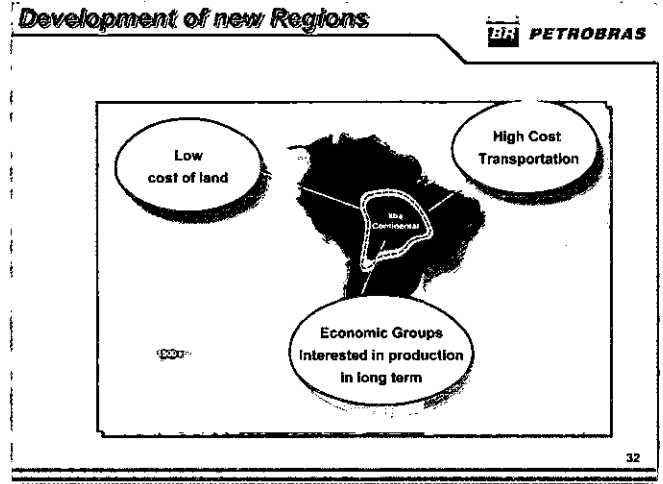 Development of new Regions
BR PETROBRAS
Low
cost of land
High Cost
Transportation
Continental
Economic Groups
Interested in production
in long term
32